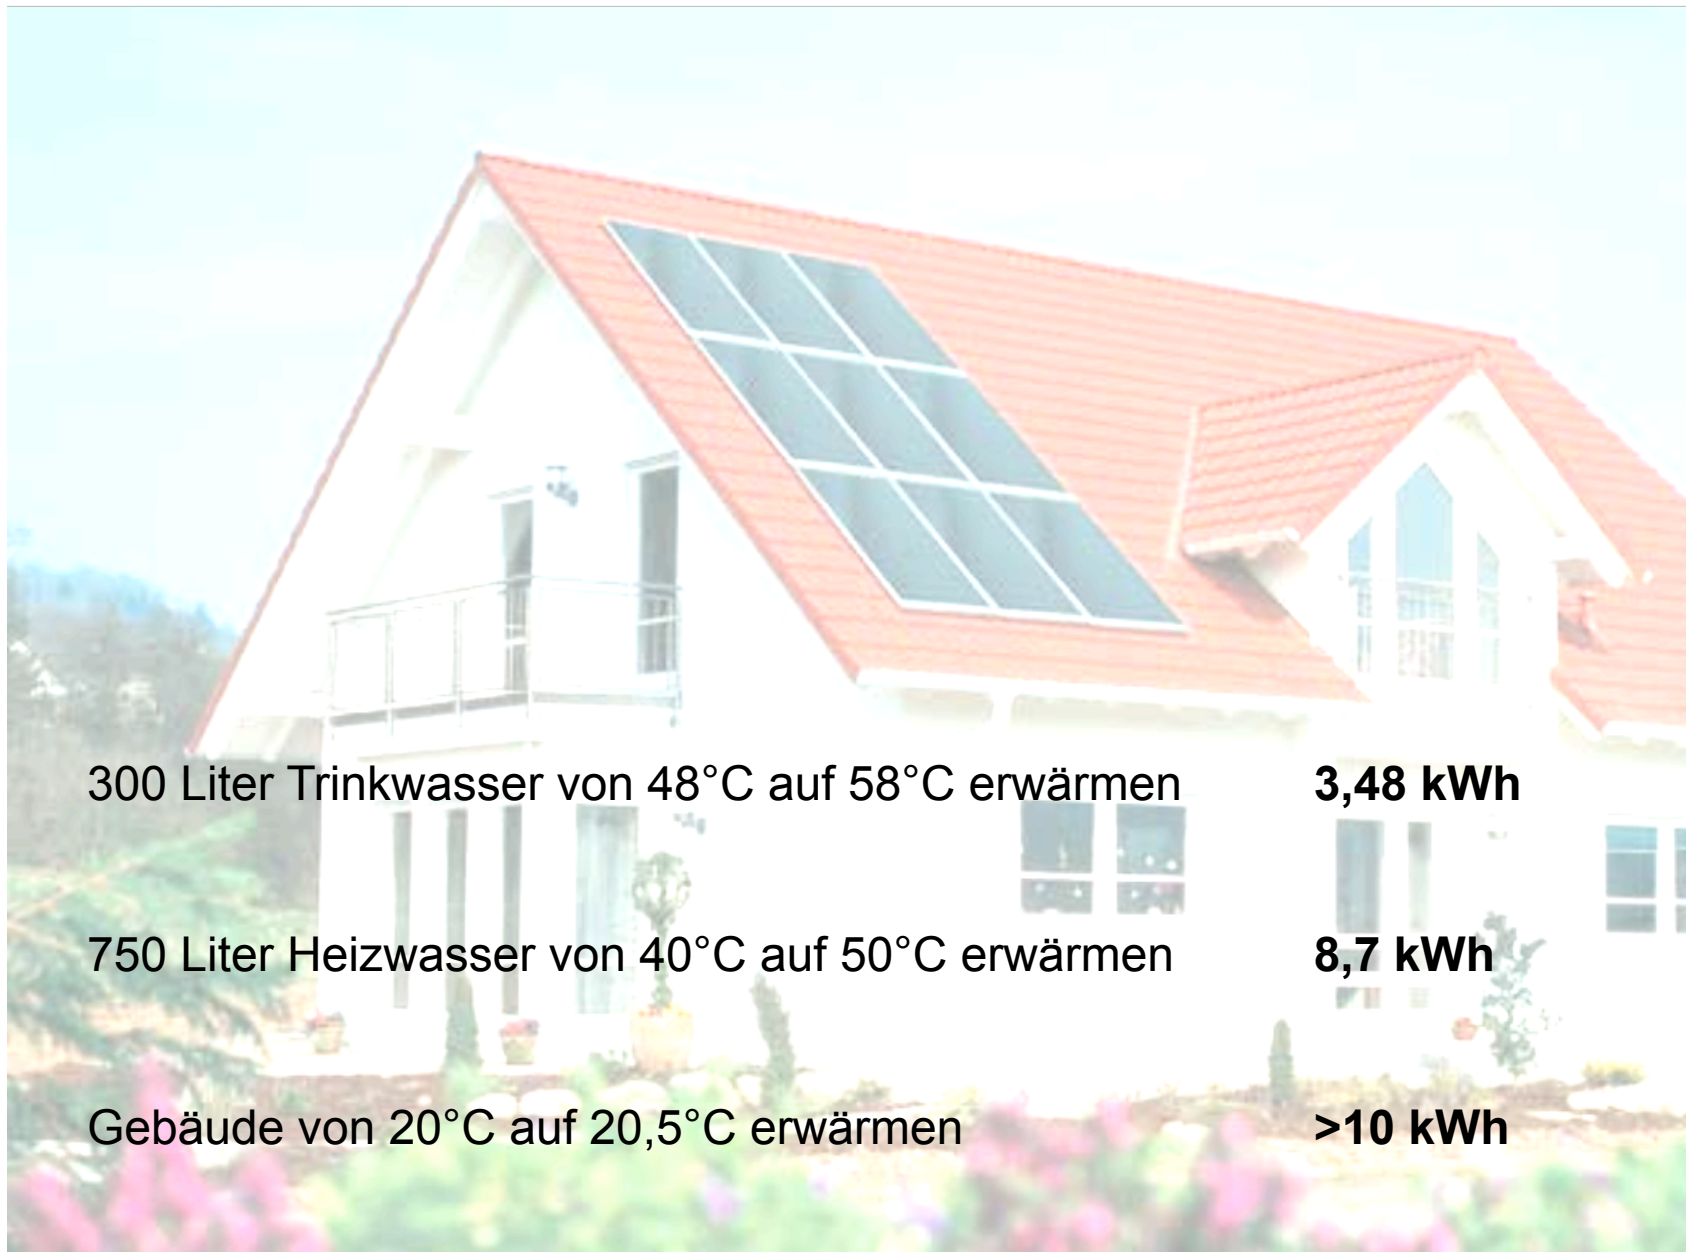 300 Liter Trinkwasser von 48°C auf 58°C erwärmen 3,48 kWh
750 Liter Heizwasser von 40°C auf 50°C erwärmen 8,7 kWh
Gebäude von 20°C auf 20,5°C erwärmen >10 kWh